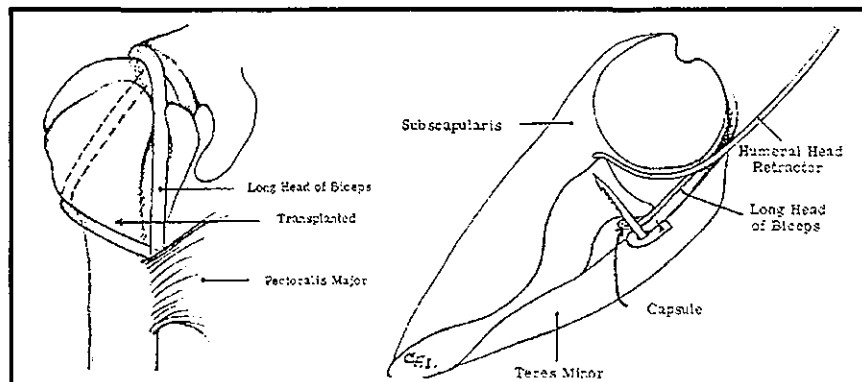 Long Head of Biceps
Transplanted
Pectoralis Major
Subscapularis
Humeral Head
Retractor
Long Head
of Biceps
Capsule
Teres Minor